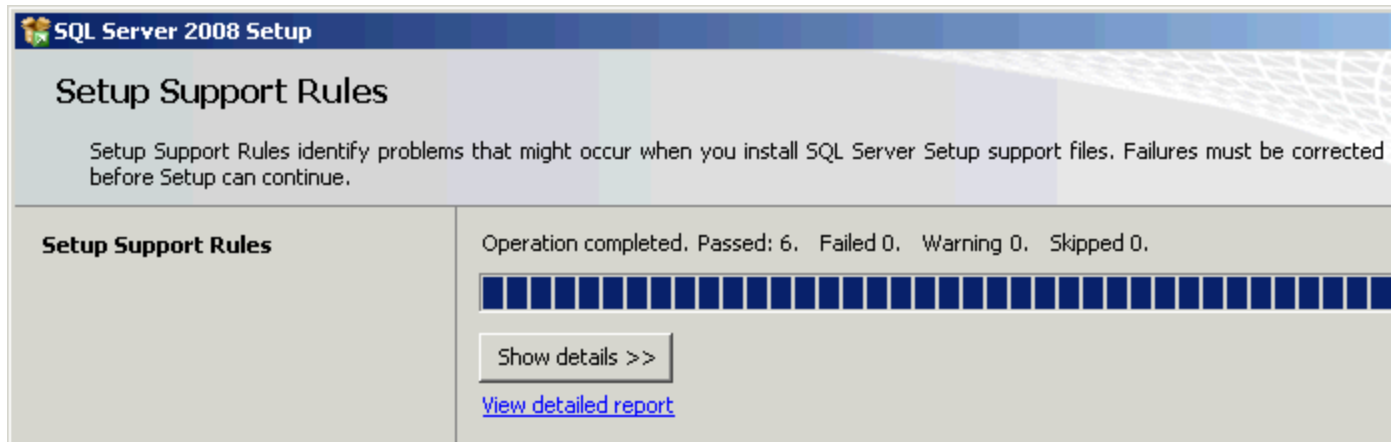 SQL Server 2008 Setup
Setup Support Rules
Setup Support Rules identify problems that might occur when you install SQL Server Setup support files. Failures must be corrected
before Setup can continue.
Setup Support Rules
Operation completed. Passed: 6. Failed 0. Warning 0. Skipped 0.
Show details >>
View detailed report